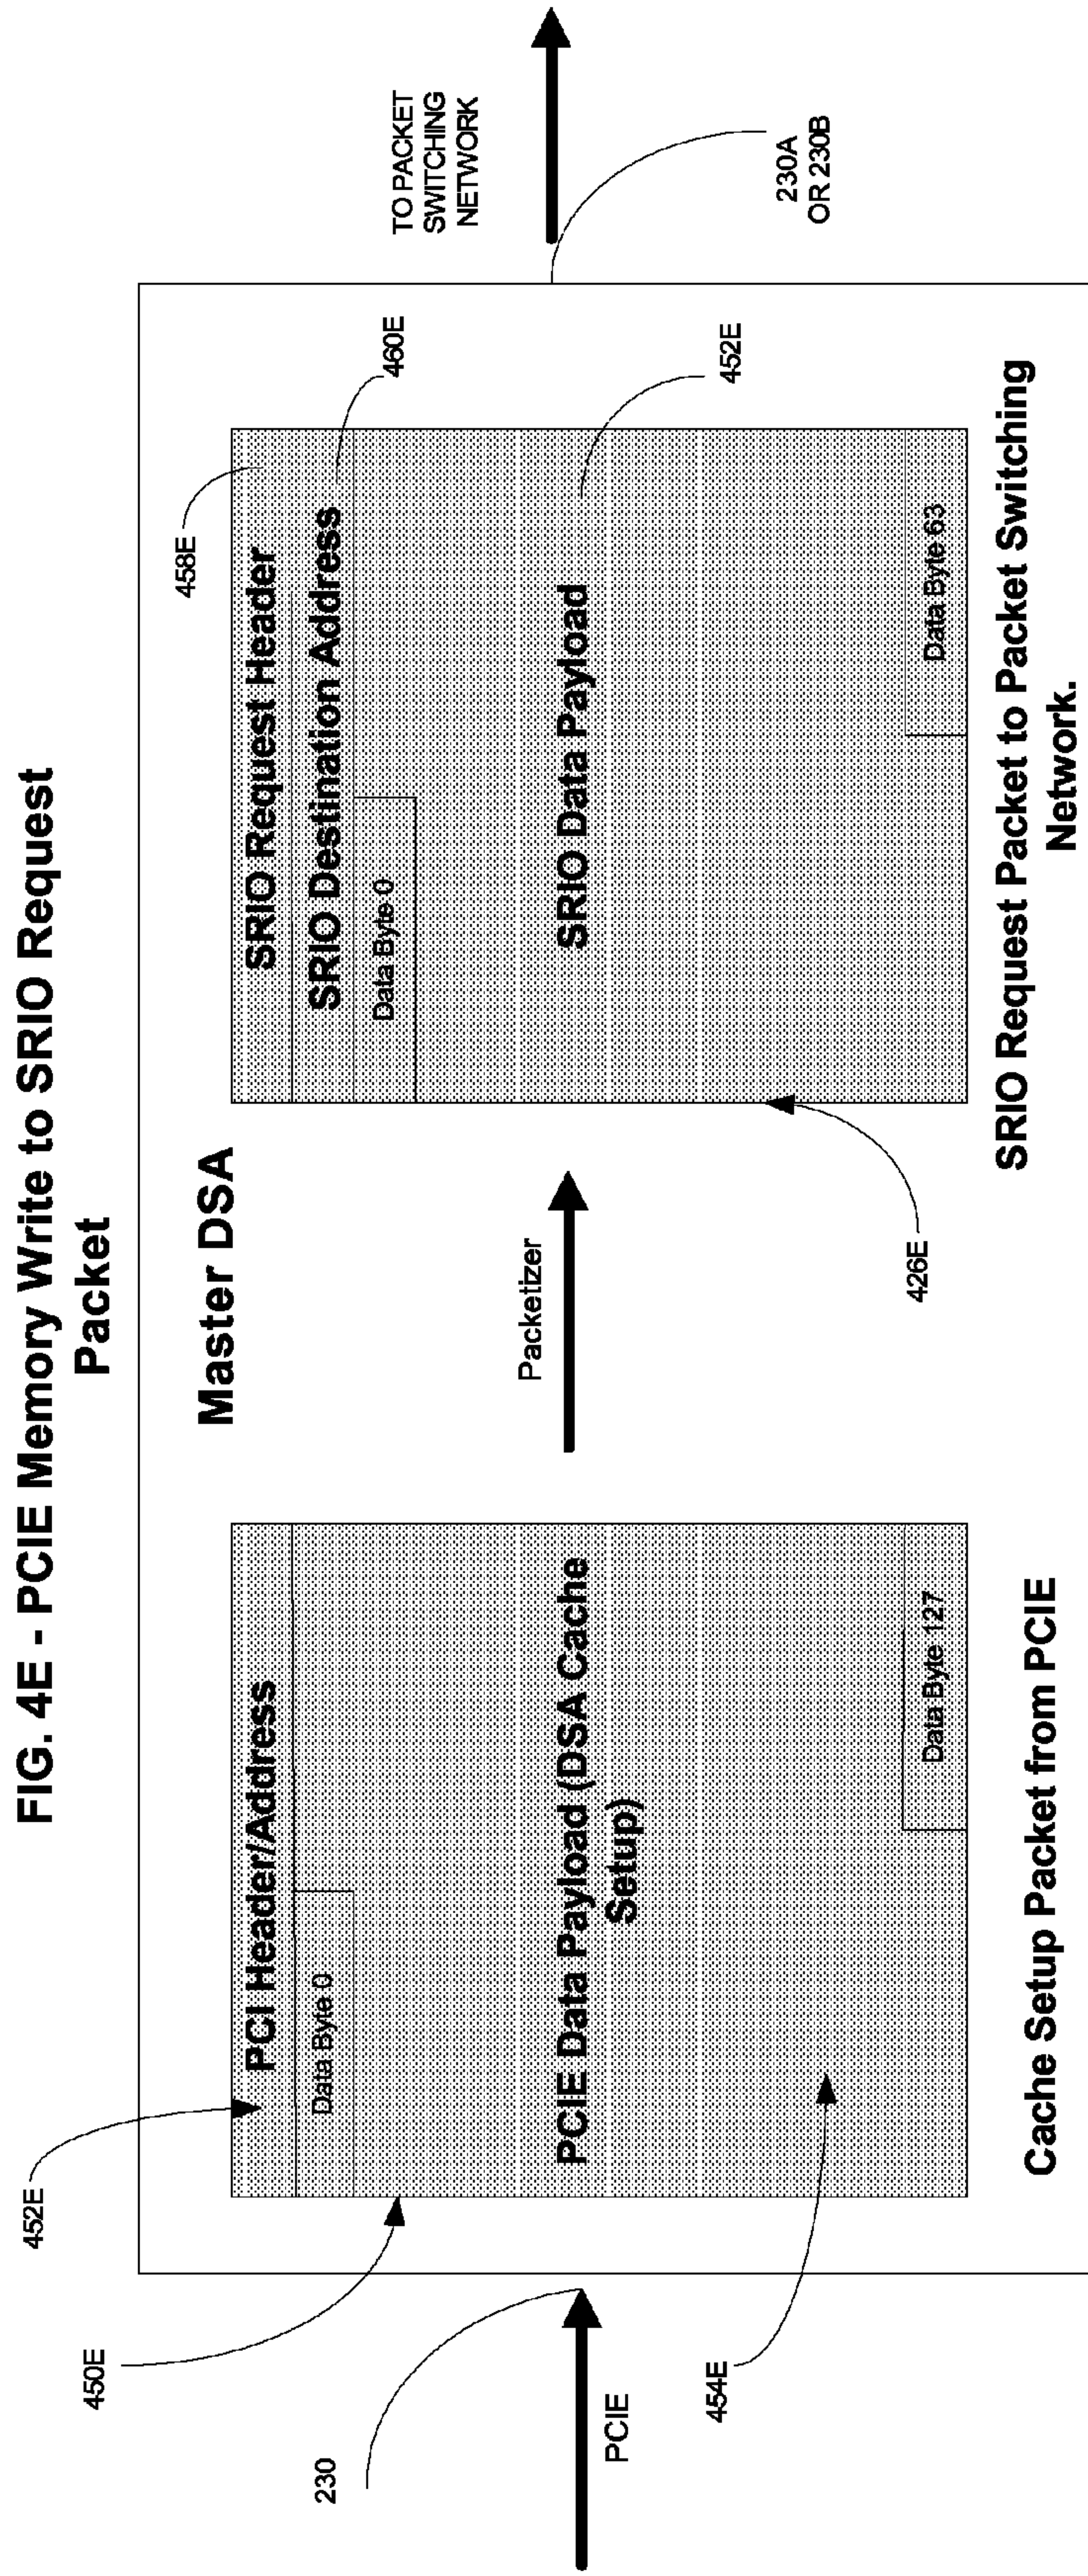 FIG. 4E - PCIE Memory Write to SRIO Request
Packet
Master DSA
230
PCIE
450E
452E
PCI Header/Address
Data Byte 0
PCIE Data Payload (DSA Cache
Setup)
Data Byte 127
454E
Cache Setup Packet from PCIE
Packetizer
426E
458E
SRIO Request Header
SRIO Destination Address
460E
Data Byte 0
SRIO Data Payload
452E
Data Byte 63
SRIO Request Packet to Packet Switching
Network.
TO PACKET
SWITCHING
NETWORK
230A
OR 230B